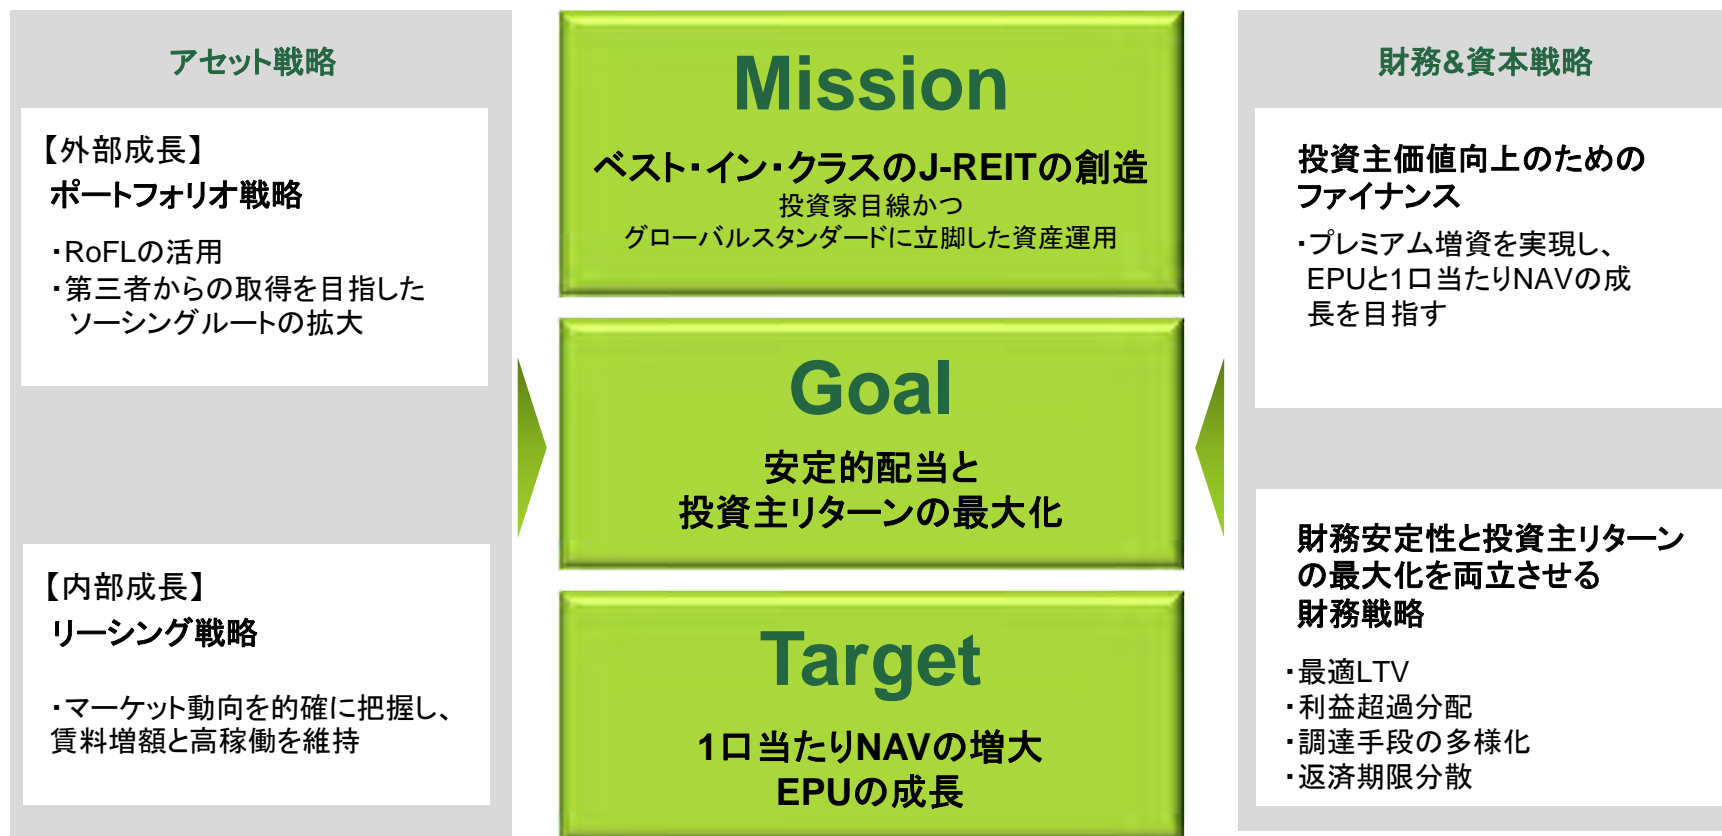 アセット戦略
【外部成長】
ポートフォリオ戦略
・RoFLの活用
・第三者からの取得を目指した
ソーシングルートの拡大
【内部成長】
リーシング戦略
・マーケット動向を的確に把握し、
賃料増額と高稼働を維持
Mission
ベスト・イン・クラスのJ-REITの創造
投資家目線かつ
グローバルスタンダードに立脚した資産運用
Goal
安定的配当と
投資主リターンの最大化
Target
1口当たりNAVの増大
EPUの成長
財務&資本戦略
投資主価値向上のための
ファイナンス
・プレミアム増資を実現し、
EPUと1口当たりNAVの成
長を目指す
財務安定性と投資主リターン
の最大化を両立させる
財務戦略
・最適LTV
・利益超過分配
・調達手段の多様化
・返済期限分散